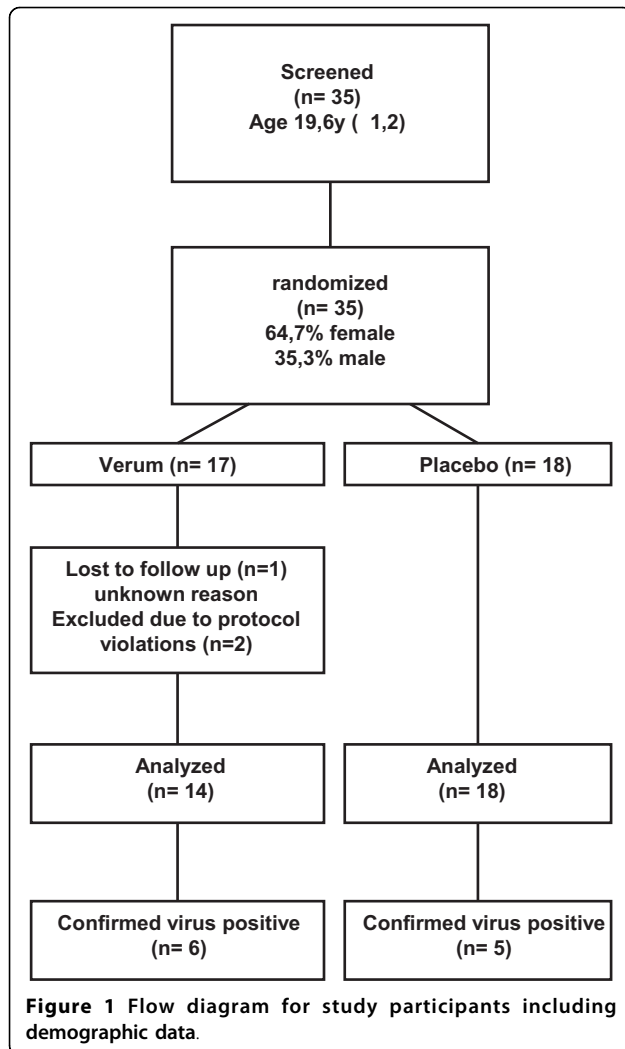 Screened
(n= 35)
Age 19,6y ( 1,2)
randomized
(n= 35)
64,7% female
35,3% male
Verum (n= 17)
Placebo (n= 18)
Lost to follow up (n=1)
unknown reason
Excluded due to protocol
violations (n=2)
Analyzed
(n= 14)
Analyzed
(n= 18)
Confirmed virus positive
(n= 6)
Confirmed virus positive
(n= 5)
Figure 1 Flow diagram for study participants including
demographic data.